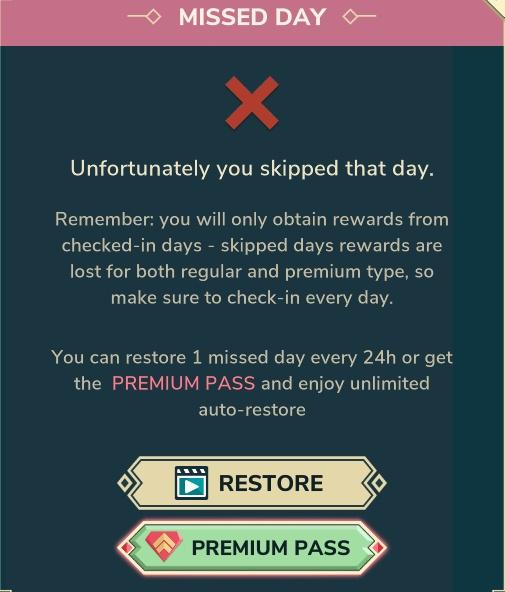 MISSED DAY
Unfortunately you skipped that day.
Remember: you will only obtain rewards from
checked-in days - skipped days rewards are
lost for both regular and premium type, so
make sure to check-in every day.
You can restore 1 missed day every 24h or get
the PREMIUM PASS and enjoy unlimited
auto-restore
RESTORE
PREMIUM PASS